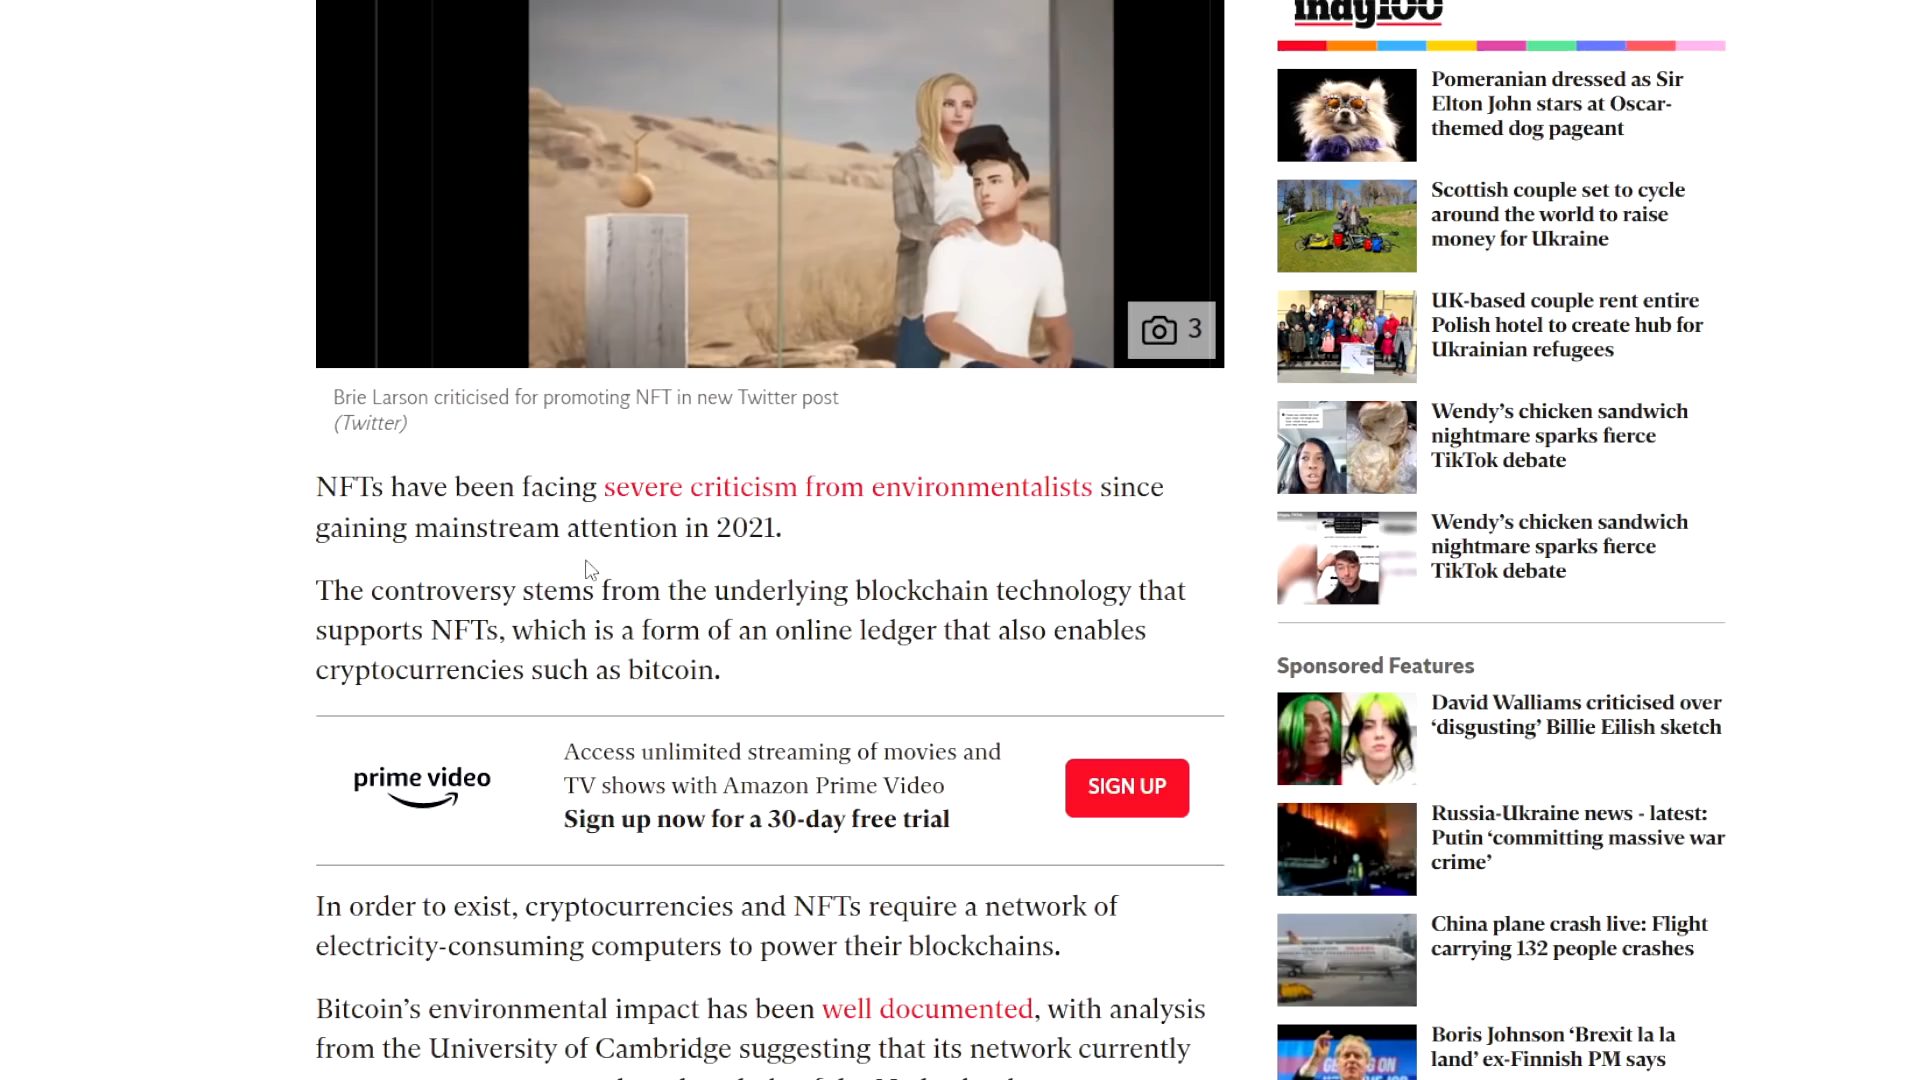 indy100
3
Brie Larson criticised for promoting NFT in new Twitter post
(Twitter)
NFTs have been facing severe criticism from environmentalists since
gaining mainstream attention in 2021.
The controversy stems from the underlying blockchain technology that
supports NFTs, which is a form of an online ledger that also enables
cryptocurrencies such as bitcoin.
prime video
Access unlimited streaming of movies and
TV shows with Amazon Prime Video
Sign up now for a 30-day free trial
SIGN UP
In order to exist, cryptocurrencies and NFTs require a network of
electricity-consuming computers to power their blockchains.
Bitcoin’s environmental impact has been well documented, with analysis
from the University of Cambridge suggesting that its network currently
Pomeranian dressed as Sir
Elton John stars at Oscar-
themed dog pageant
Scottish couple set to cycle
around the world to raise
money for Ukraine
UK-based couple rent entire
Polish hotel to create hub for
Ukrainian refugees
Wendy’s chicken sandwich
nightmare sparks fierce
TikTok debate
Wendy’s chicken sandwich
nightmare sparks fierce
TikTok debate
Sponsored Features
David Walliams criticised over
‘disgusting’ Billie Eilish sketch
Russia-Ukraine news - latest:
Putin ‘committing massive war
crime’
China plane crash live: Flight
carrying 132 people crashes
Boris Johnson ‘Brexit la la
land’ ex-Finnish PM says